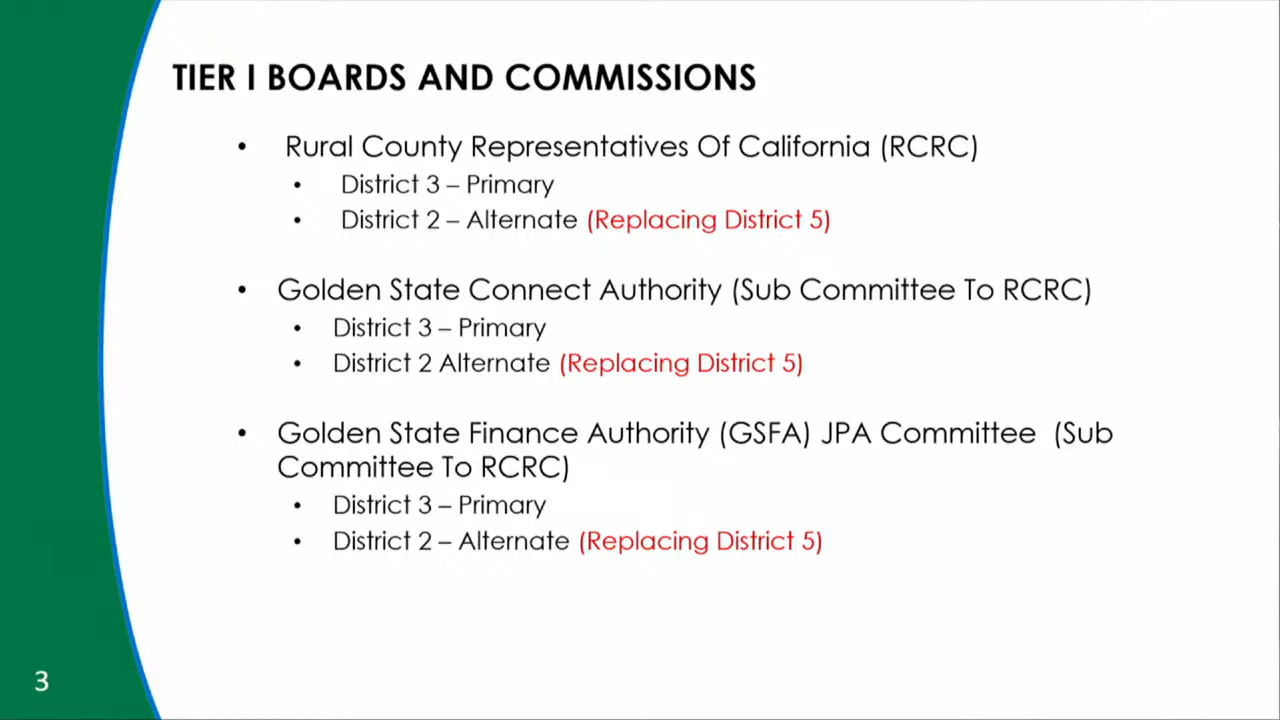 TIER I BOARDS AND COMMISSIONS
• Rural County Representatives Of California (RCRC)
• District 3 – Primary
• District 2 – Alternate (Replacing District 5)
• Golden State Connect Authority (Sub Committee To RCRC)
• District 3 – Primary
• District 2 Alternate (Replacing District 5)
• Golden State Finance Authority (GSFA) JPA Committee (Sub
Committee To RCRC)
• District 3 – Primary
• District 2 – Alternate (Replacing District 5)
3